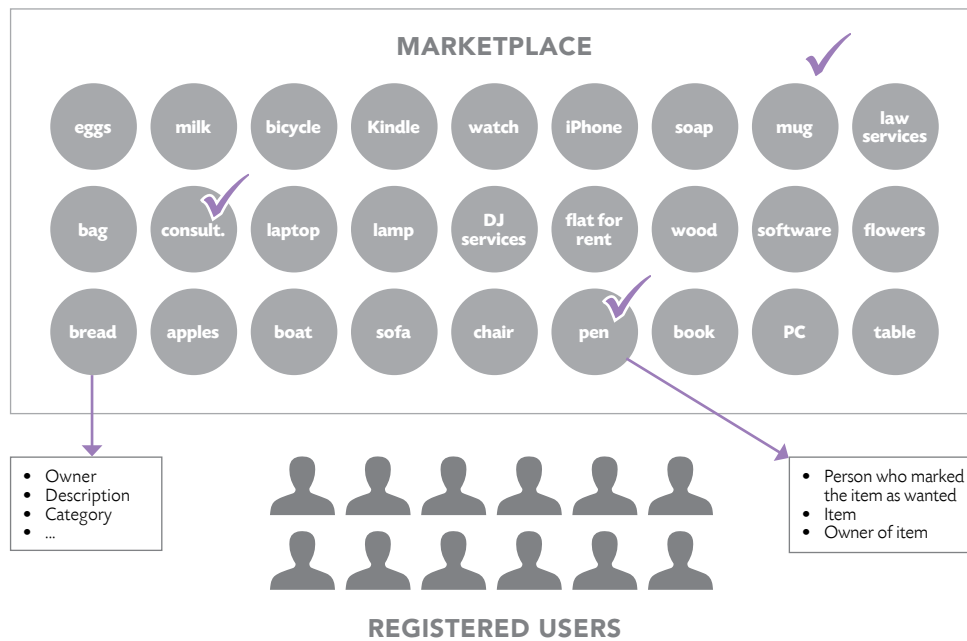 MARKETPLACE
eggs
milk
bicycle
Kindle
watch
iPhone
soap
mug
law
services
bag
consult.
laptop
lamp
DJ
services
flat for
rent
wood
software
flowers
bread
apples
boat
sofa
chair
pen
book
PC
table
• Owner
• Description
• Category
• ...
• Person who marked
the item as wanted
• Item
• Owner of item
REGISTERED USERS